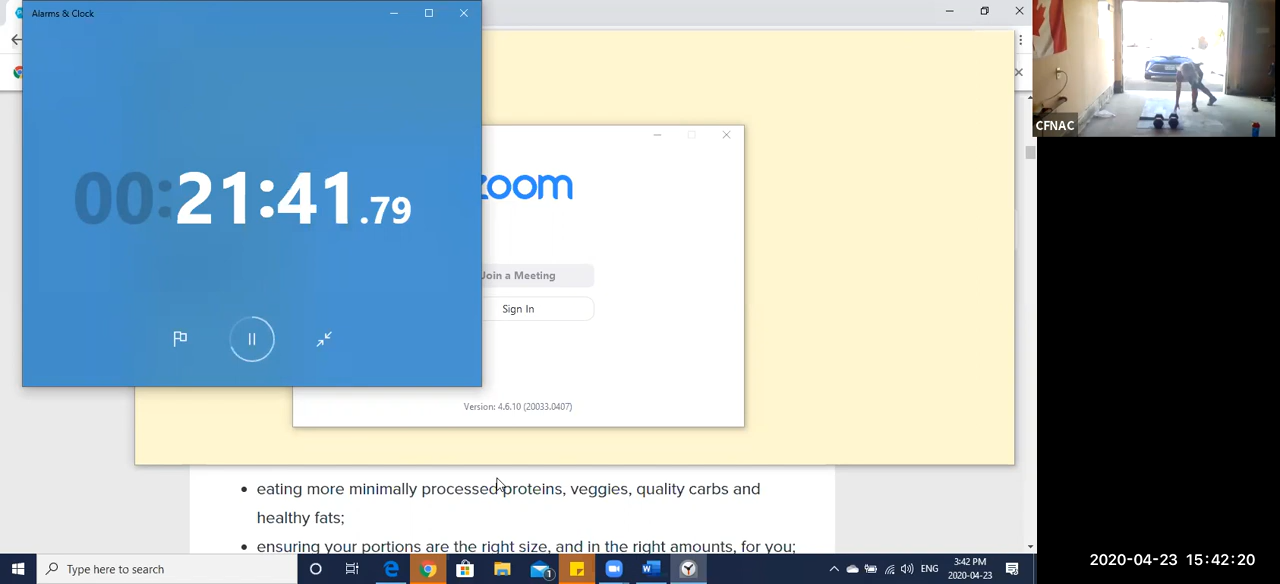 Alarms & Clock
CFNAC
00:21:41.79
zoom
Join a Meeting
Sign In
Version: 4.6.10 (20033.0407)
eating more minimally processed proteins, veggies, quality carbs and
healthy fats;
ensuring your portions are the right size, and in the right amounts, for you;
Type here to search
1
ENG
3:42 PM
2020-04-23
2020-04-23 15:42:20